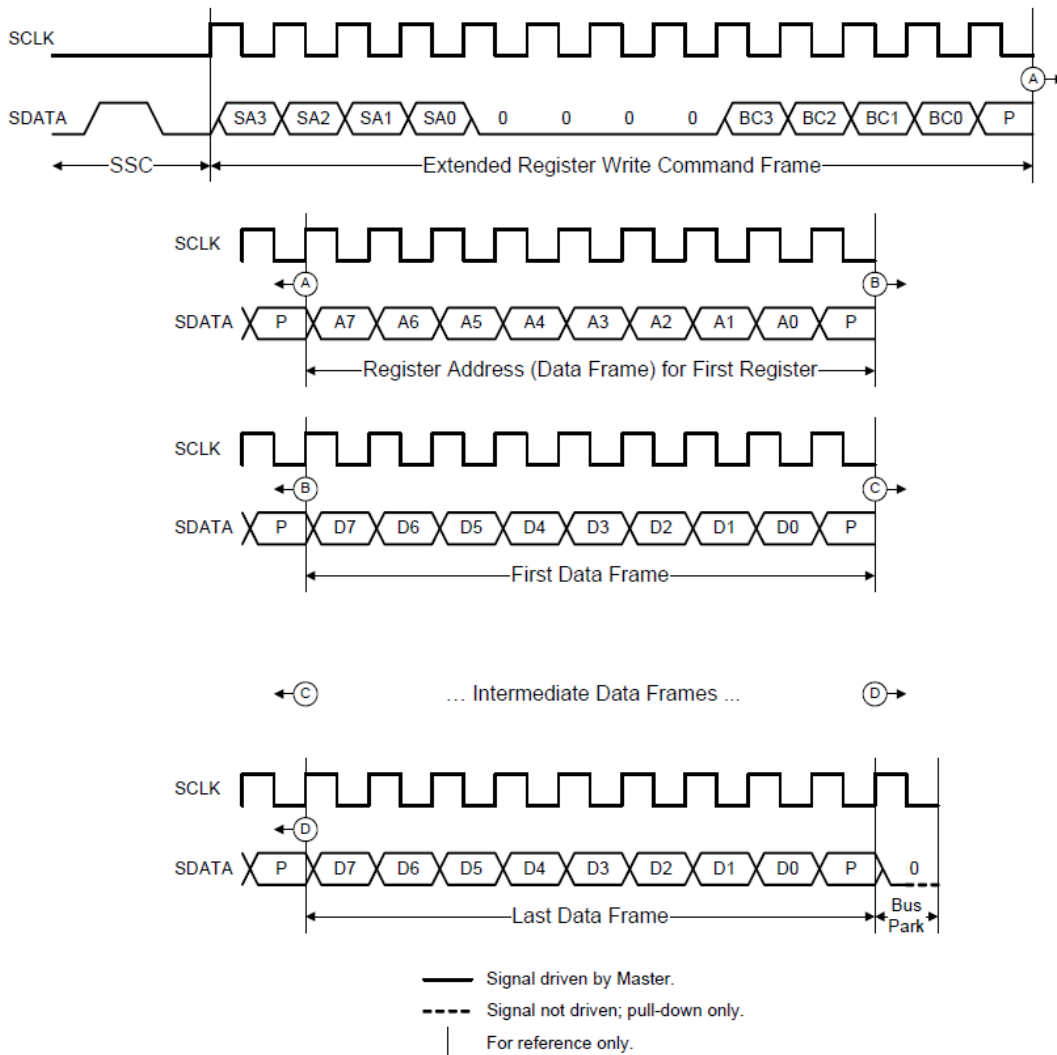 SCLK
A
SDATA SA3 SA2 SA1 SA0 0 0 0 0 BC3 BC2 BC1 BC0 P
SSC Extended Register Write Command Frame
SCLK
A B
SDATA P A7 A6 A5 A4 A3 A2 A1 A0 P
Register Address (Data Frame) for First Register
SCLK
B C
SDATA P D7 D6 D5 D4 D3 D2 D1 D0 P
First Data Frame
C ... Intermediate Data Frames ... D
SCLK
D
SDATA P D7 D6 D5 D4 D3 D2 D1 D0 P 0
Last Data Frame Bus
Park
Signal driven by Master.
Signal not driven; pull-down only.
For reference only.